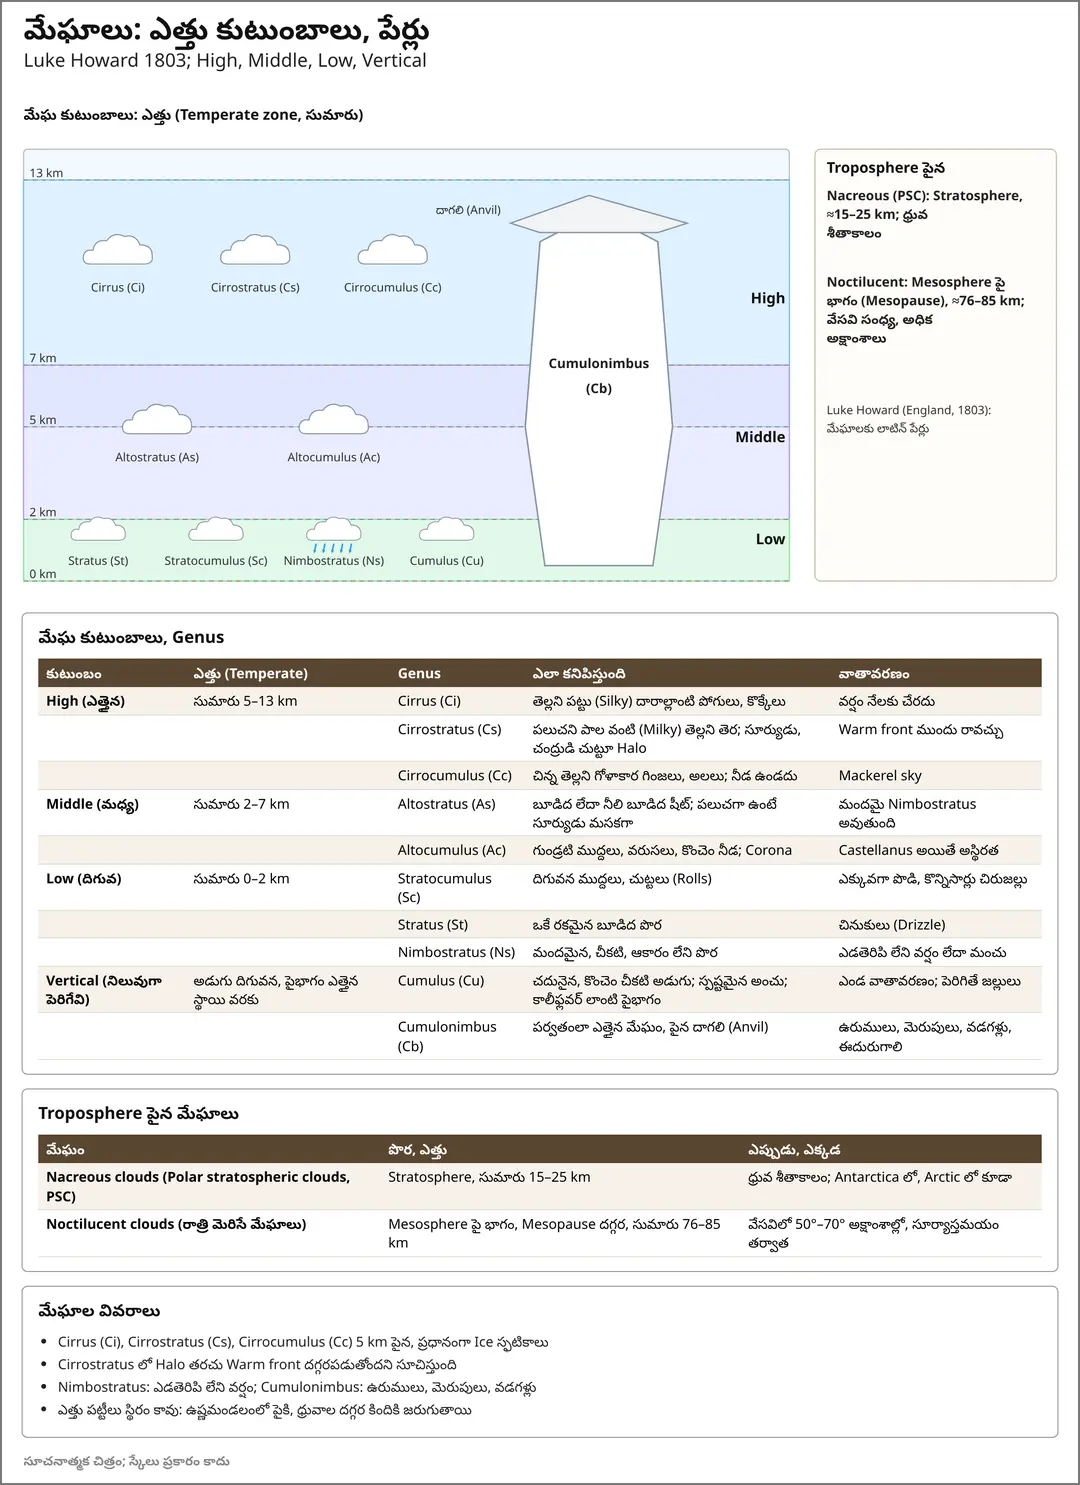 మేఘాలు: ఎత్తు కుటుంబాలు, పేర్లు
Luke Howard 1803; High, Middle, Low, Vertical
మేఘ కుటుంబాలు: ఎత్తు (Temperate zone, సుమారు)
13 km
దాగలి (Anvil)
Cirrus (Ci)
Cirrostratus (Cs)
Cirrocumulus (Cc)
High
7 km
Cumulonimbus
(Cb)
5 km
Middle
Altostratus (As)
Altocumulus (Ac)
2 km
Low
Stratus (St)
Stratocumulus (Sc)
Nimbostratus (Ns)
Cumulus (Cu)
0 km
Troposphere పైన
Nacreous (PSC): Stratosphere,
≈15–25 km; ధ్రువ
శీతాకాలం
Noctilucent: Mesosphere పై
భాగం (Mesopause), ≈76–85 km;
వేసవి సంధ్య, అధిక
అక్షాంశాలు
Luke Howard (England, 1803):
మేఘాలకు లాటిన్ పేర్లు
మేఘ కుటుంబాలు, Genus
కుటుంబం ఎత్తు (Temperate) Genus ఎలా కనిపిస్తుంది వాతావరణం
High (ఎత్తైన) సుమారు 5–13 km Cirrus (Ci) తెల్లని పట్టు (Silky) దారాల్లాంటి పోగులు, కొక్కేలు వర్షం నేలకు చేరదు
Cirrostratus (Cs) పలుచని పాల వంటి (Milky) తెల్లని తెర; సూర్యుడు, Warm front ముందు రావచ్చు
చంద్రుడి చుట్టూ Halo
Cirrocumulus (Cc) చిన్న తెల్లని గోళాకార గింజలు, అలలు; నీడ ఉండదు Mackerel sky
Middle (మధ్య) సుమారు 2–7 km Altostratus (As) బూడిద లేదా నీలి బూడిద షీట్; పలుచగా ఉంటే మందమై Nimbostratus
సూర్యుడు మసకగా అవుతుంది
Altocumulus (Ac) గుండ్రటి ముద్దలు, వరుసలు, కొంచెం నీడ; Corona Castellanus అయితే అస్థిరత
Low (దిగువ) సుమారు 0–2 km Stratocumulus దిగువన ముద్దలు, చుట్టలు (Rolls) ఎక్కువగా పొడి, కొన్నిసార్లు చిరుజల్లు
(Sc)
Stratus (St) ఒకే రకమైన బూడిద పొర చినుకులు (Drizzle)
Nimbostratus (Ns) మందమైన, చీకటి, ఆకారం లేని పొర ఎడతెరిపి లేని వర్షం లేదా మంచు
Vertical (నిలువుగా అడుగు దిగువన, పైభాగం ఎత్తైన Cumulus (Cu) చదునైన, కొంచెం చీకటి అడుగు; స్పష్టమైన అంచు; ఎండ వాతావరణం; పెరిగితే జల్లులు
పెరిగేవి) స్థాయి వరకు కాలీఫ్లవర్ లాంటి పైభాగం
Cumulonimbus పర్వతంలా ఎత్తైన మేఘం, పైన దాగలి (Anvil) ఉరుములు, మెరుపులు, వడగళ్లు,
(Cb) ఈదురుగాలి
Troposphere పైన మేఘాలు
మేఘం పొర, ఎత్తు ఎప్పుడు, ఎక్కడ
Nacreous clouds (Polar stratospheric clouds, Stratosphere, సుమారు 15–25 km ధ్రువ శీతాకాలం; Antarctica లో, Arctic లో కూడా
PSC)
Noctilucent clouds (రాత్రి మెరిసే మేఘాలు) Mesosphere పై భాగం, Mesopause దగ్గర, సుమారు 76–85 వేసవిలో 50°–70° అక్షాంశాల్లో, సూర్యాస్తమయం
km తర్వాత
మేఘాల వివరాలు
• Cirrus (Ci), Cirrostratus (Cs), Cirrocumulus (Cc) 5 km పైన, ప్రధానంగా Ice స్ఫటికాలు
• Cirrostratus లో Halo తరచు Warm front దగ్గరపడుతోందని సూచిస్తుంది
• Nimbostratus: ఎడతెరిపి లేని వర్షం; Cumulonimbus: ఉరుములు, మెరుపులు, వడగళ్లు
• ఎత్తు పట్టీలు స్థిరం కావు: ఉష్ణమండలంలో పైకి, ధ్రువాల దగ్గర కిందికి జరుగుతాయి
సూచనాత్మక చిత్రం; స్కేలు ప్రకారం కాదు